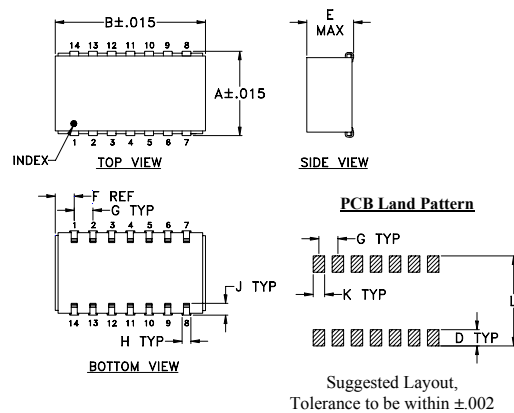 B±.015
14 13 12 11 10 9 8
A±.015
INDEX
1 2 3 4 5 6 7
TOP VIEW
E
MAX
SIDE VIEW
F REF
G TYP
1 2 3 4 5 6 7
J TYP
14 13 12 11 10 9 8
H TYP
BOTTOM VIEW
PCB Land Pattern
G TYP
K TYP
L
D TYP
Suggested Layout,
Tolerance to be within ±.002